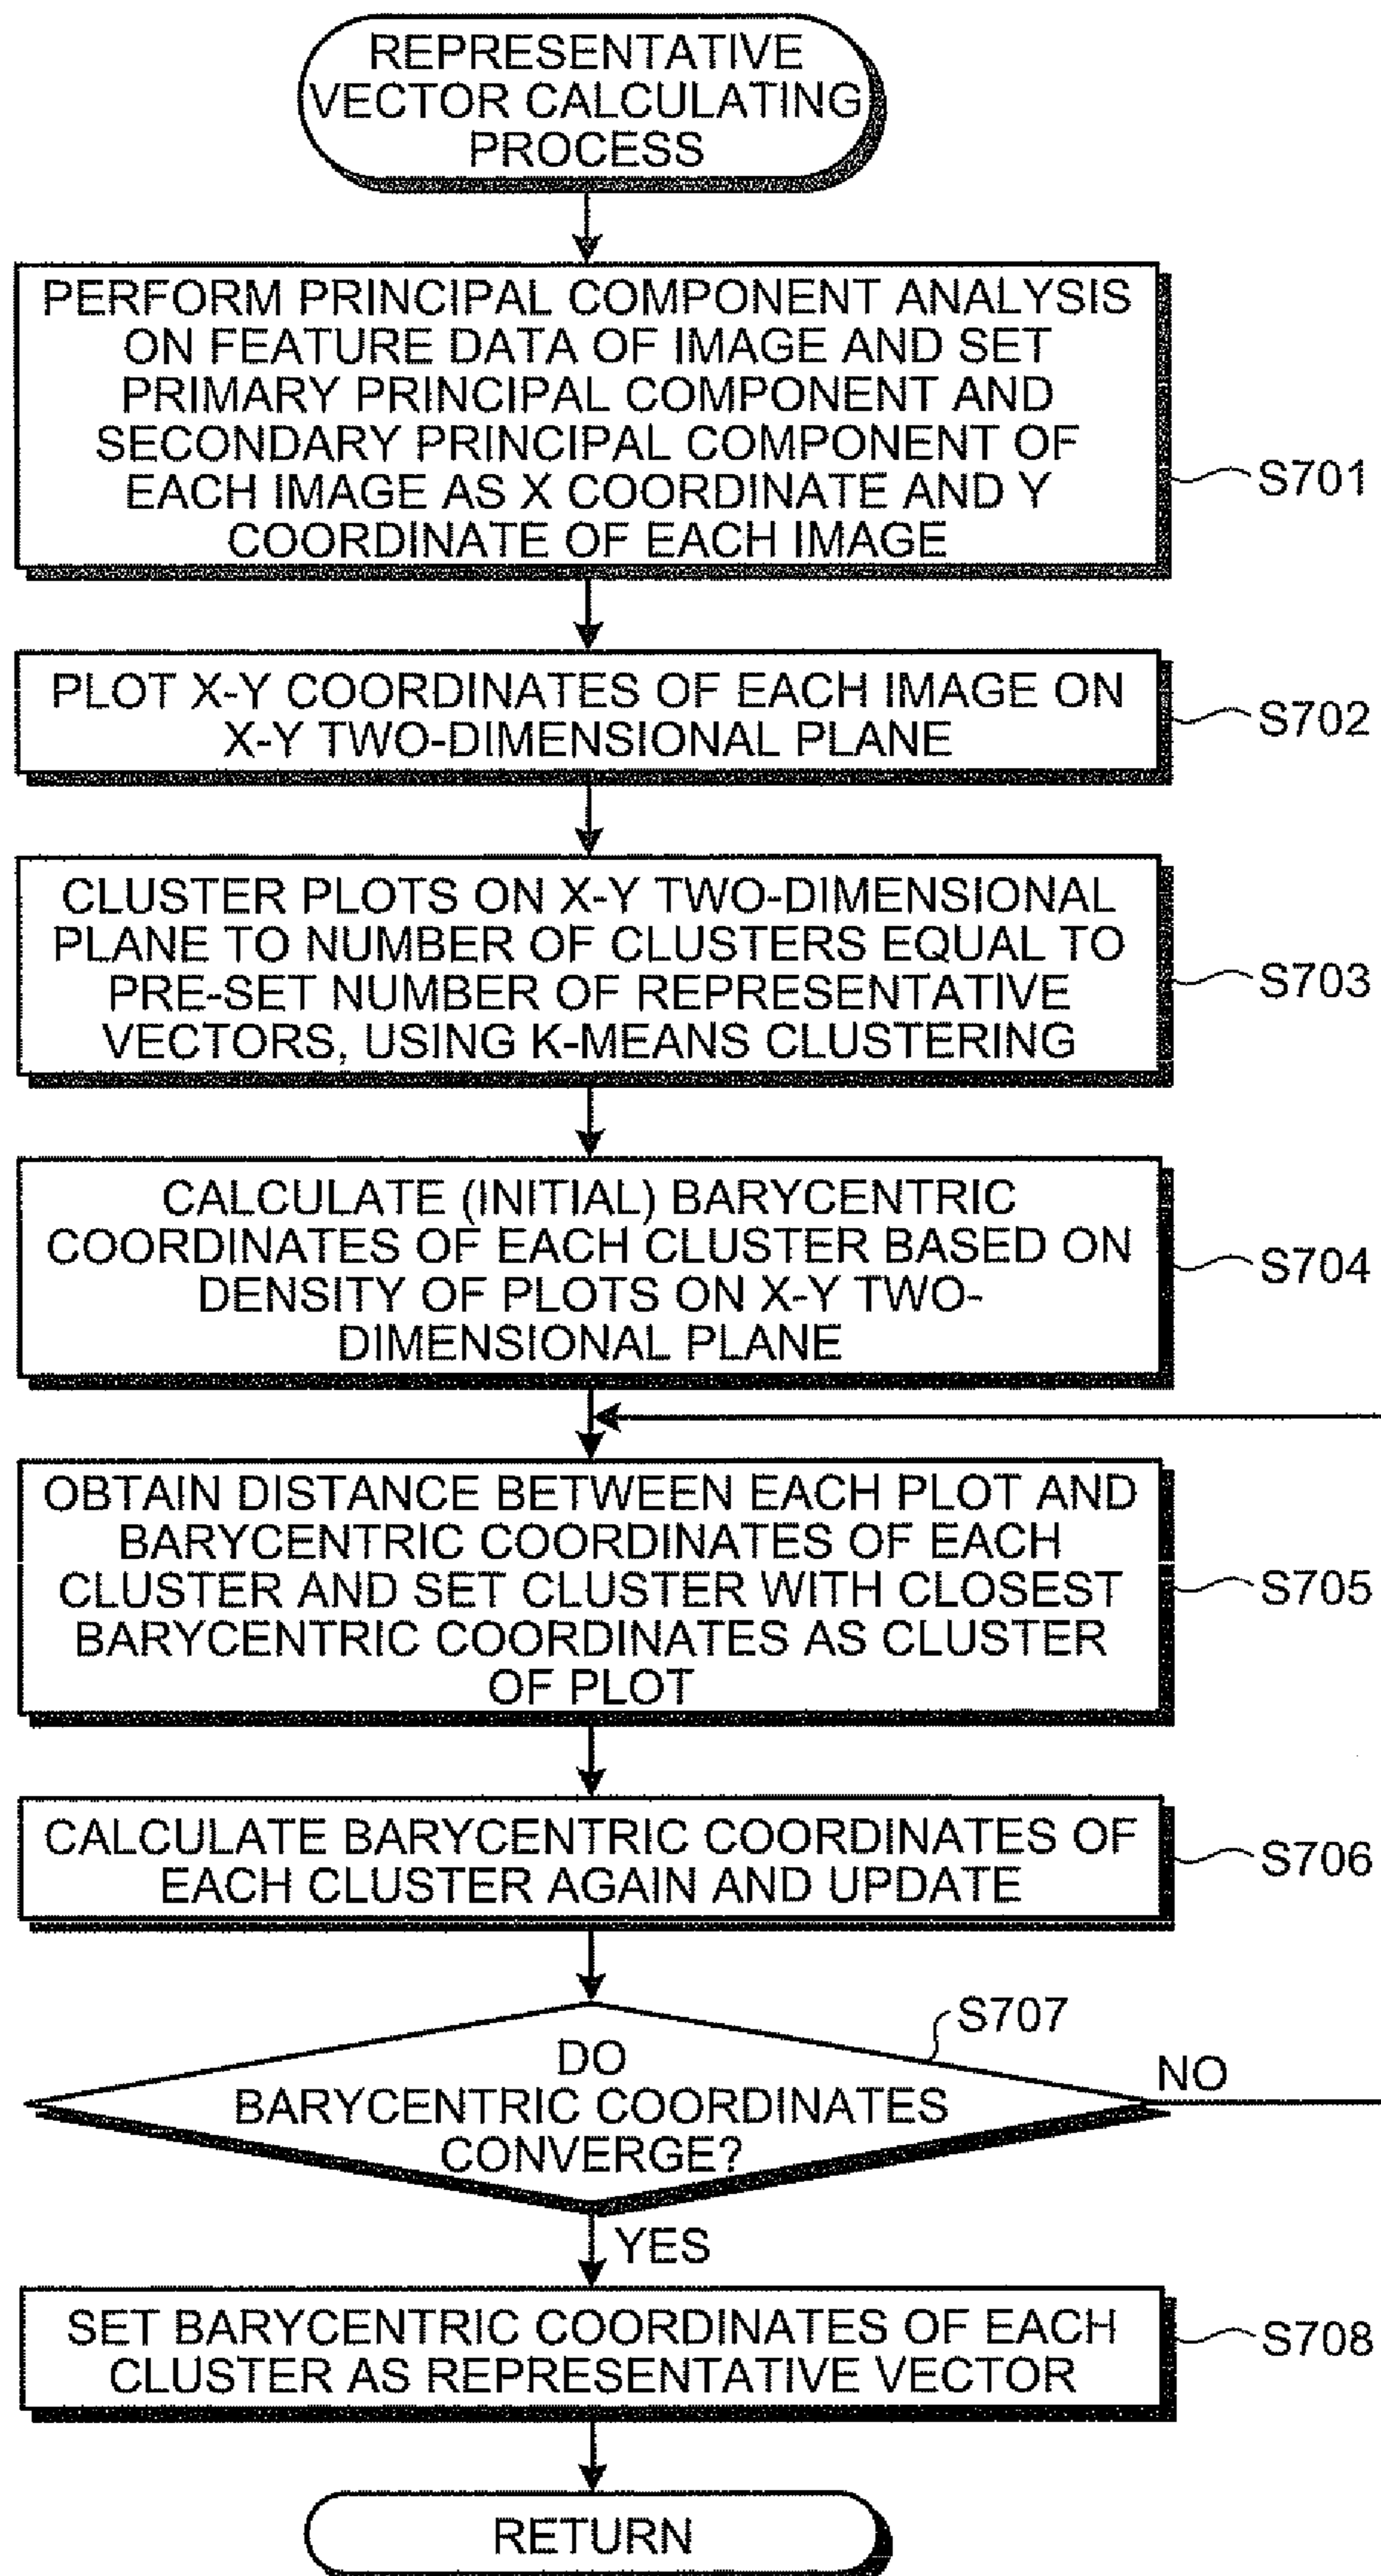 REPRESENTATIVE
VECTOR CALCULATING
PROCESS
PERFORM PRINCIPAL COMPONENT ANALYSIS
ON FEATURE DATA OF IMAGE AND SET
PRIMARY PRINCIPAL COMPONENT AND
SECONDARY PRINCIPAL COMPONENT OF
EACH IMAGE AS X COORDINATE AND Y
COORDINATE OF EACH IMAGE
S701
PLOT X-Y COORDINATES OF EACH IMAGE ON
X-Y TWO-DIMENSIONAL PLANE
S702
CLUSTER PLOTS ON X-Y TWO-DIMENSIONAL
PLANE TO NUMBER OF CLUSTERS EQUAL TO
PRE-SET NUMBER OF REPRESENTATIVE
VECTORS, USING K-MEANS CLUSTERING
S703
CALCULATE (INITIAL) BARYCENTRIC
COORDINATES OF EACH CLUSTER BASED ON
DENSITY OF PLOTS ON X-Y TWO-
DIMENSIONAL PLANE
S704
OBTAIN DISTANCE BETWEEN EACH PLOT AND
BARYCENTRIC COORDINATES OF EACH
CLUSTER AND SET CLUSTER WITH CLOSEST
BARYCENTRIC COORDINATES AS CLUSTER
OF PLOT
S705
CALCULATE BARYCENTRIC COORDINATES OF
EACH CLUSTER AGAIN AND UPDATE
S706
S707
DO
BARYCENTRIC COORDINATES
CONVERGE?
NO
YES
SET BARYCENTRIC COORDINATES OF EACH
CLUSTER AS REPRESENTATIVE VECTOR
S708
RETURN